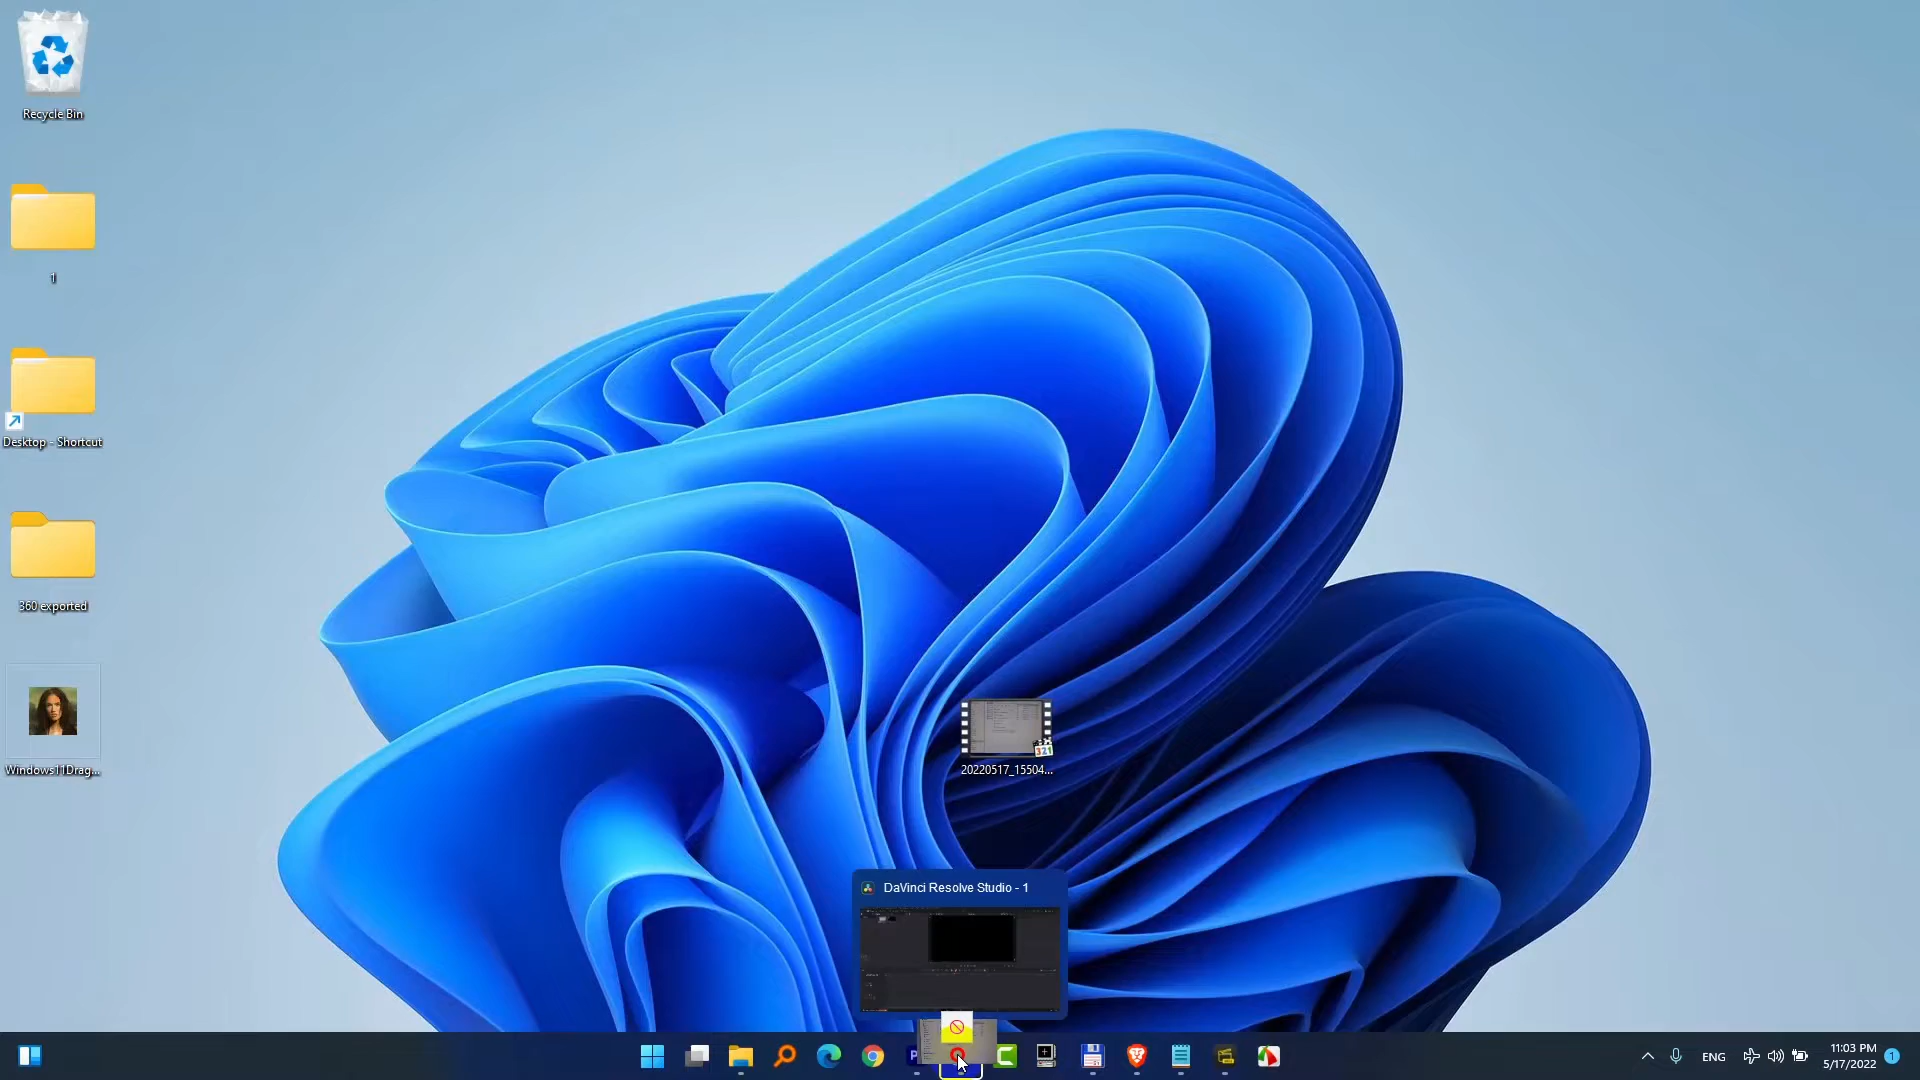 Recycle Bin
1
Desktop - Shortcut
360 exported
Windows11Drag...
20220517_15504...
321
DaVinci Resolve Studio - 1
ENG
11:03 PM
5/17/2022
1